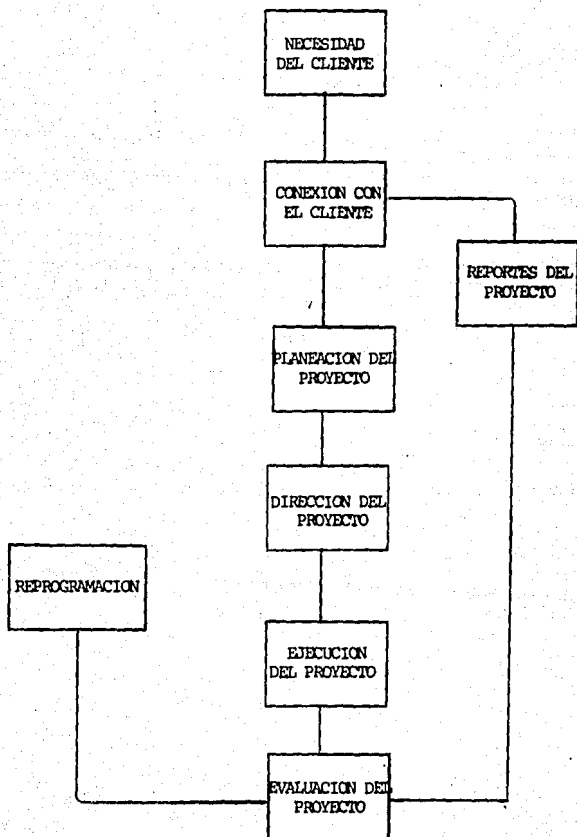 NECESIDAD
DEL CLIENTE
CONEXION CON
EL CLIENTE
REPORTES DEL
PROYECTO
PLANEACION DEL
PROYECTO
DIRECCION DEL
PROYECTO
REPROGRAMACION
EJECUCION
DEL PROYECTO
EVALUACION DEL
PROYECTO